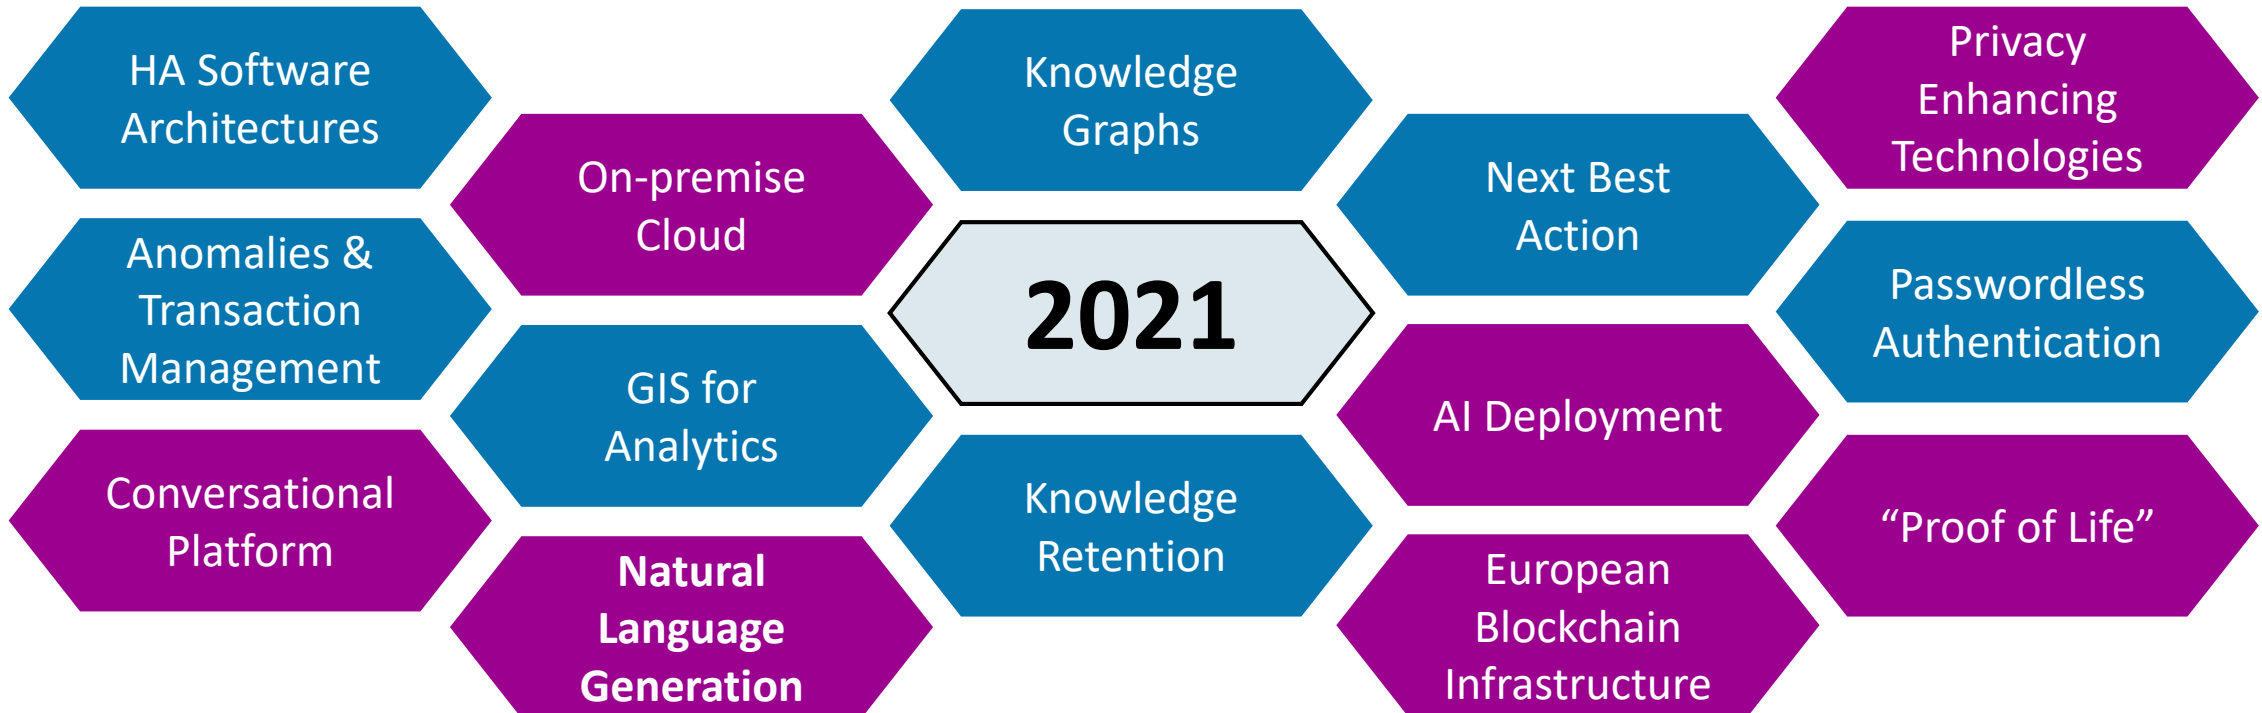 HA Software
Architectures
Anomalies &
Transaction
Management
Conversational
Platform
On-premise
Cloud
GIS for
Analytics
Natural
Language
Generation
Knowledge
Graphs
2021
Knowledge
Retention
Next Best
Action
AI Deployment
European
Blockchain
Infrastructure
Privacy
Enhancing
Technologies
Passwordless
Authentication
“Proof of Life”